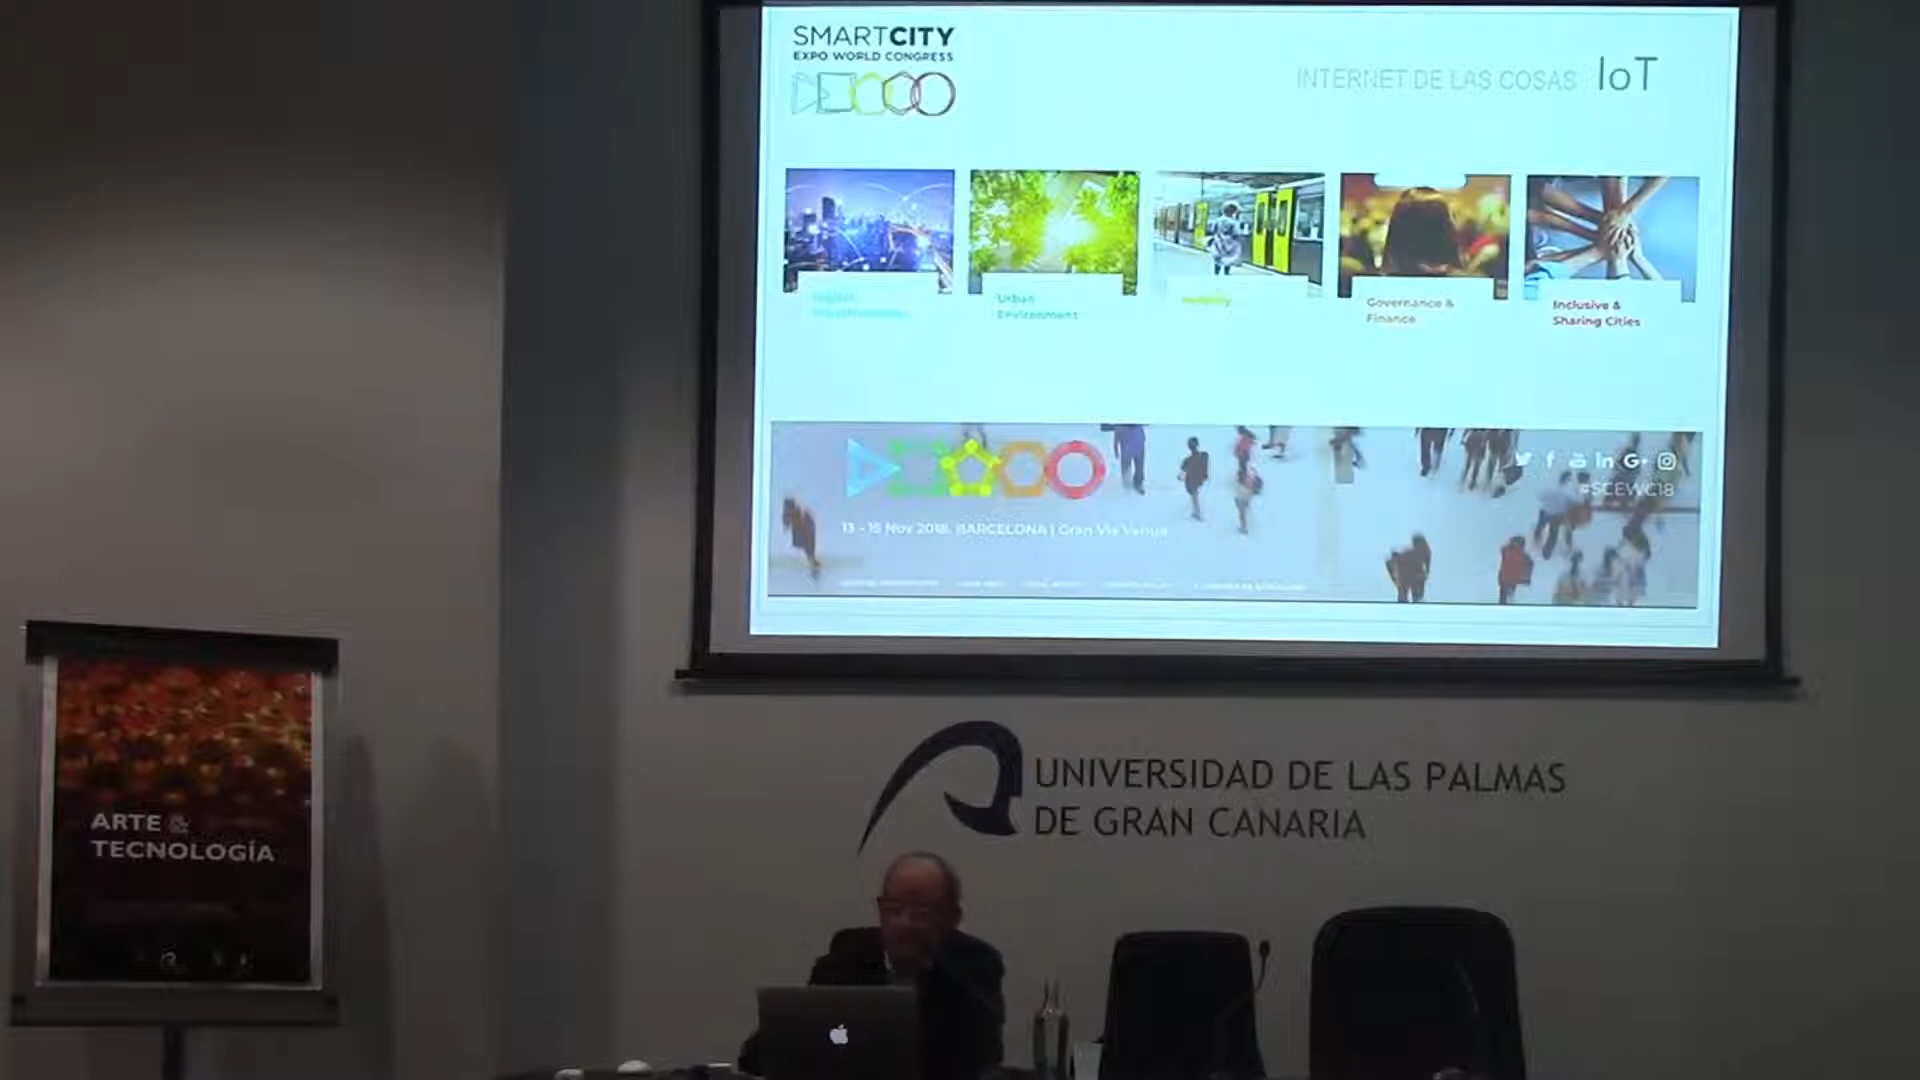 SMARTCITY
EXPO WORLD CONGRESS
INTERNET DE LAS COSAS IoT
Urban
Environment
Mobility
Governance &
Finance
Inclusive &
Sharing Cities
#SCEWC18
13 - 15 Nov 2018, BARCELONA | Gran Via Venue
UNIVERSIDAD DE LAS PALMAS
DE GRAN CANARIA
ARTE &
TECNOLOGÍA